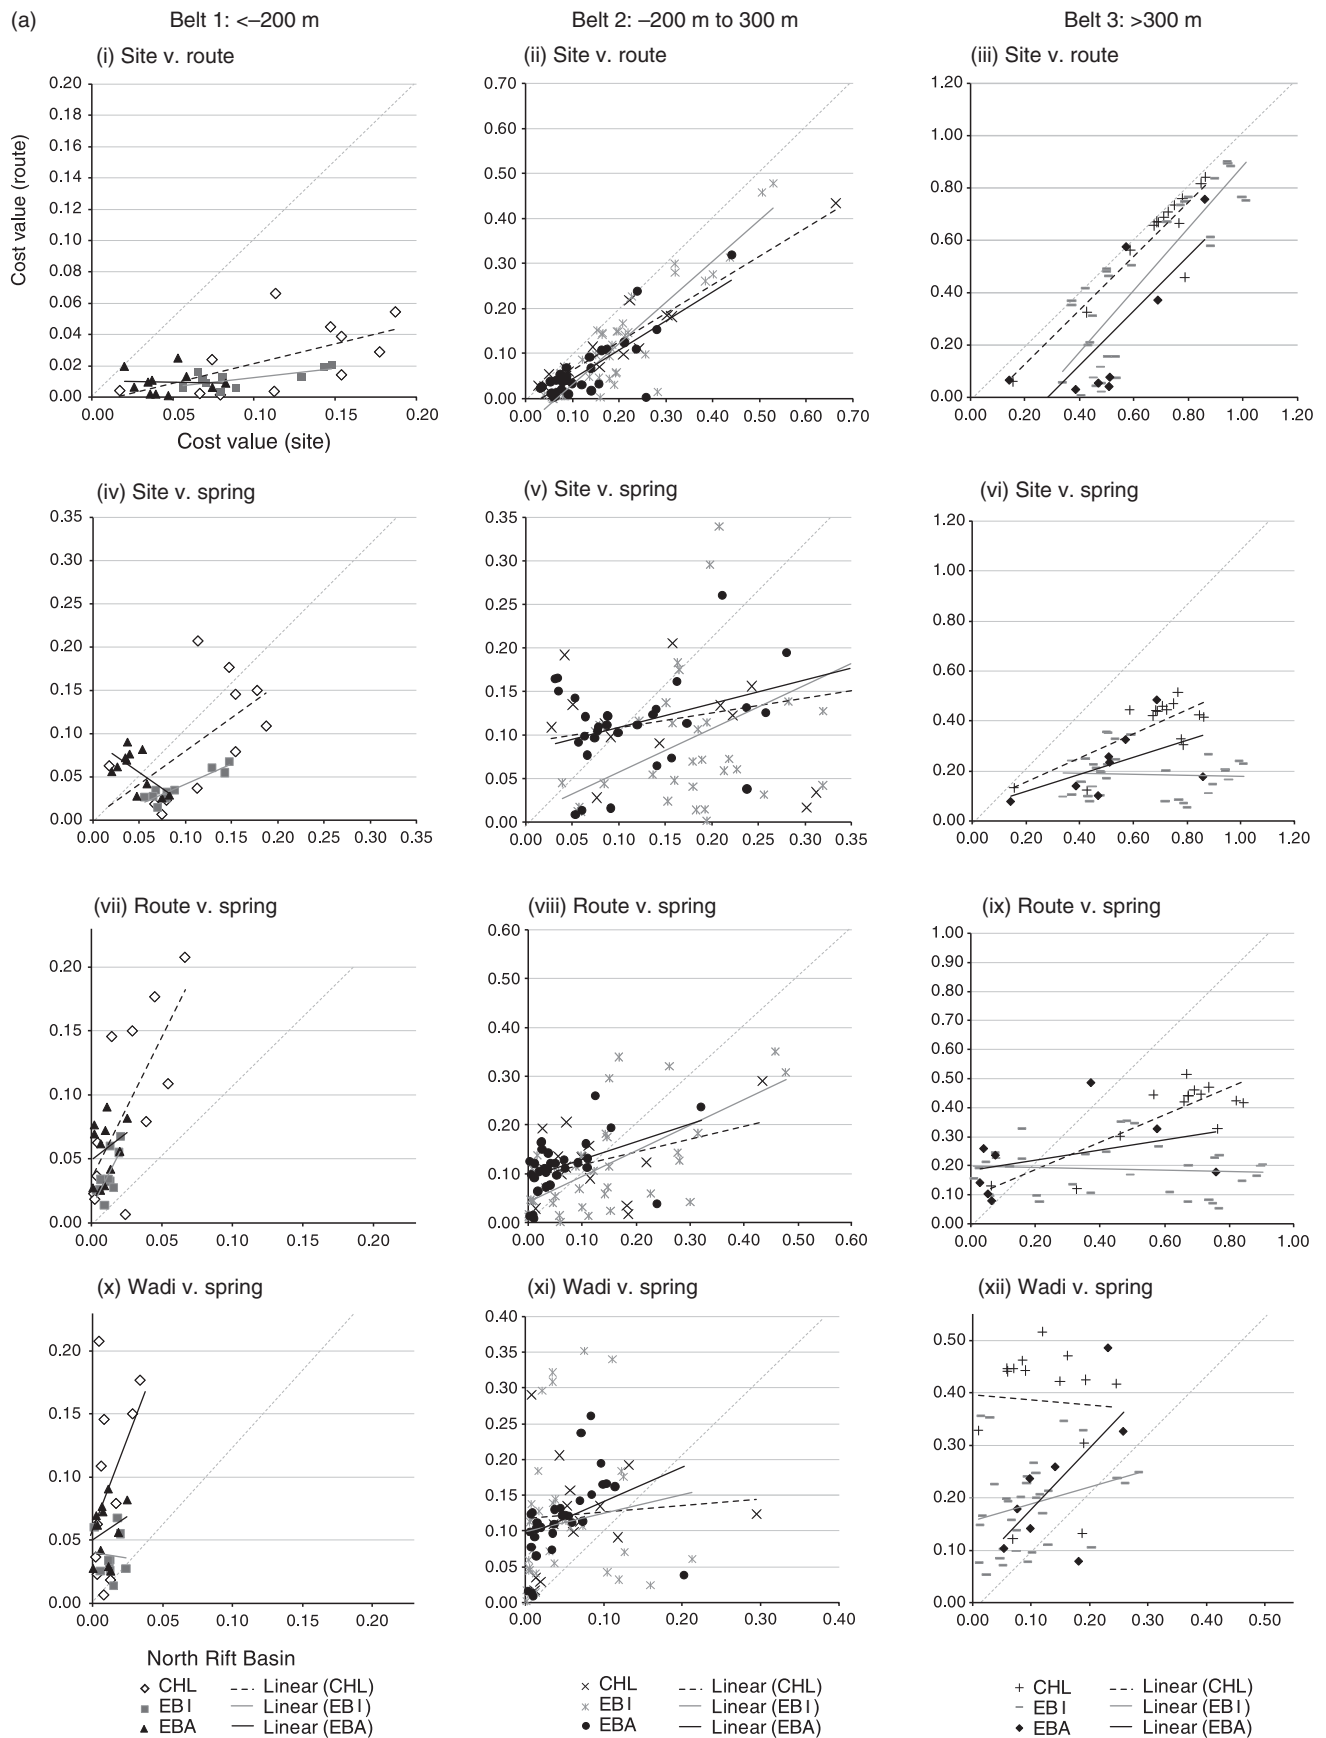 (a)
Belt 1: <–200 m
Belt 2: –200 m to 300 m
Belt 3: >300 m
(i) Site v. route
0.20
0.18
0.16
0.14
0.12
0.10
0.08
0.06
0.04
0.02
0.00
0.00 0.05 0.10 0.15 0.20
Cost value (route)
Cost value (site)
(ii) Site v. route
0.70
0.60
0.50
0.40
0.30
0.20
0.10
0.00
0.00 0.10 0.20 0.30 0.40 0.50 0.60 0.70
(iii) Site v. route
1.20
1.00
0.80
0.60
0.40
0.20
0.00
0.00 0.20 0.40 0.60 0.80 1.00 1.20
(iv) Site v. spring
0.35
0.30
0.25
0.20
0.15
0.10
0.05
0.00
0.00 0.05 0.10 0.15 0.20 0.25 0.30 0.35
(v) Site v. spring
0.35
0.30
0.25
0.20
0.15
0.10
0.05
0.00
0.00 0.05 0.10 0.15 0.20 0.25 0.30 0.35
(vi) Site v. spring
1.20
1.00
0.80
0.60
0.40
0.20
0.00
0.00 0.20 0.40 0.60 0.80 1.00 1.20
(vii) Route v. spring
0.20
0.15
0.10
0.05
0.00
0.00 0.05 0.10 0.15 0.20
(viii) Route v. spring
0.60
0.50
0.40
0.30
0.20
0.10
0.00
0.00 0.10 0.20 0.30 0.40 0.50 0.60
(ix) Route v. spring
1.00
0.90
0.80
0.70
0.60
0.50
0.40
0.30
0.20
0.10
0.00
0.00 0.20 0.40 0.60 0.80 1.00
(x) Wadi v. spring
0.20
0.15
0.10
0.05
0.00
0.00 0.05 0.10 0.15 0.20
(xi) Wadi v. spring
0.40
0.35
0.30
0.25
0.20
0.15
0.10
0.05
0.00
0.00 0.10 0.20 0.30 0.40
(xii) Wadi v. spring
0.50
0.40
0.30
0.20
0.10
0.00
0.00 0.10 0.20 0.30 0.40 0.50
North Rift Basin
CHL Linear (CHL)
EBI Linear (EBI)
EBA Linear (EBA)
CHL Linear (CHL)
EBI Linear (EBI)
EBA Linear (EBA)
CHL Linear (CHL)
EBI Linear (EBI)
EBA Linear (EBA)